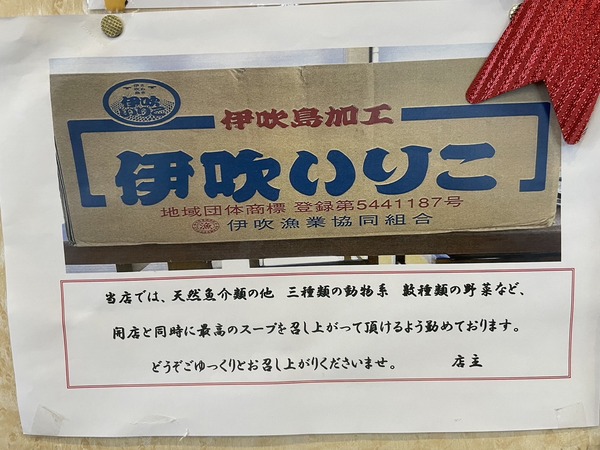 伊吹
伊吹島加工
伊吹いりこ
地域団体商標 登録第5441187号
伊吹漁業協同組合
当店では、天然魚介類の他 三種類の動物系 数種類の野菜など、
開店と同時に最高のスープを召し上がって頂けるよう勤めております。
どうぞごゆっくりとお召し上がりくださいませ。 店主